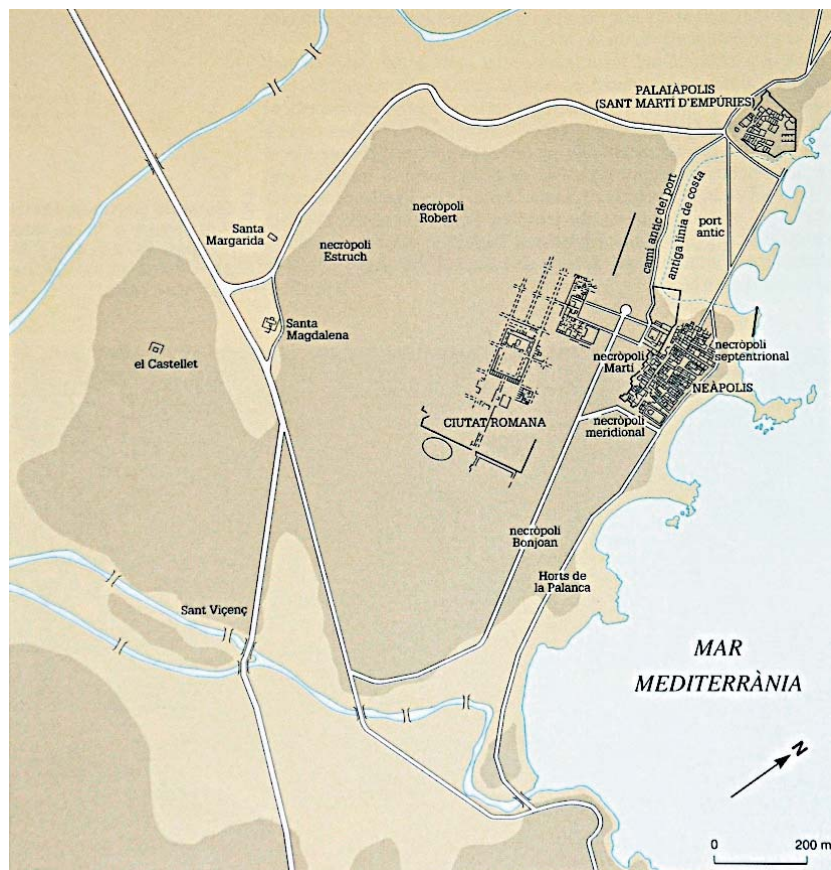 PALAIÀPOLIS
(SANT MARTÍ D'EMPÚRIES)
necròpoli
Robert
Santa
Margarida
necròpoli
Estruch
camí antic del port
antiga línia de costa
port
antic
Santa
Magdalena
el Castellet
necròpoli
Martí
necròpoli
septentrional
NEÀPOLIS
CIUTAT ROMANA
necròpoli
meridional
necròpoli
Bonjoan
Horts de
la Palanca
Sant Viçenç
MAR
MEDITERRÀNIA
N
0 200 m